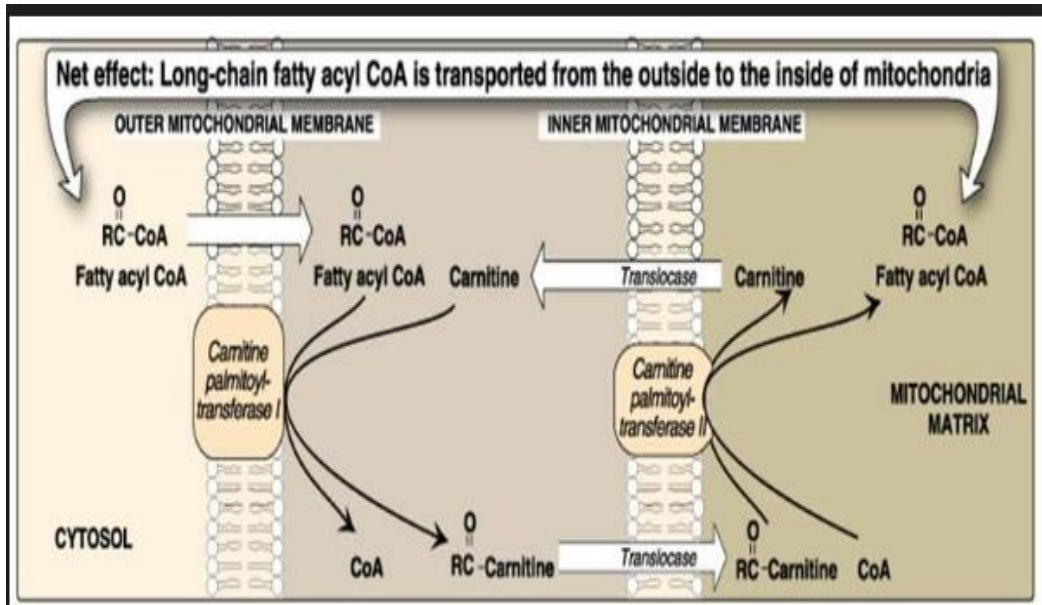 Net effect: Long-chain fatty acyl CoA is transported from the outside to the inside of mitochondria
OUTER MITOCHONDRIAL MEMBRANE
INNER MITOCHONDRIAL MEMBRANE
O
RC-CoA
Fatty acyl CoA
O
RC-CoA
Fatty acyl CoA
Carnitine
Translocase
Carnitine
O
RC-CoA
Fatty acyl CoA
Carnitine
palmitoyl-
transferase I
Carnitine
palmitoyl-
transferase II
MITOCHONDRIAL
MATRIX
CYTOSOL
CoA
O
RC-Carnitine
Translocase
O
RC-Carnitine
CoA